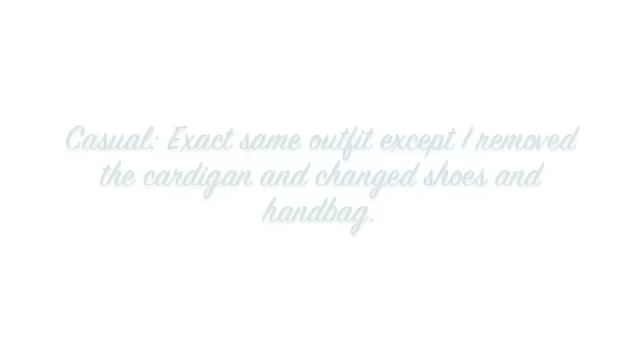 Casual: Exact same outfit except I removed
the cardigan and changed shoes and
handbag.